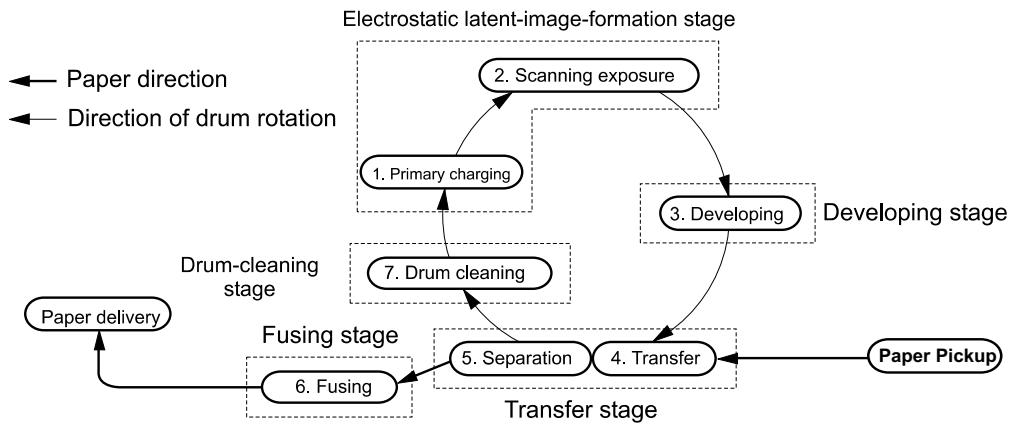 Electrostatic latent-image-formation stage
Paper direction
Direction of drum rotation
2. Scanning exposure
1. Primary charging
3. Developing
Developing stage
7. Drum cleaning
Drum-cleaning
stage
Paper delivery
Fusing stage
5. Separation
4. Transfer
Paper Pickup
6. Fusing
Transfer stage